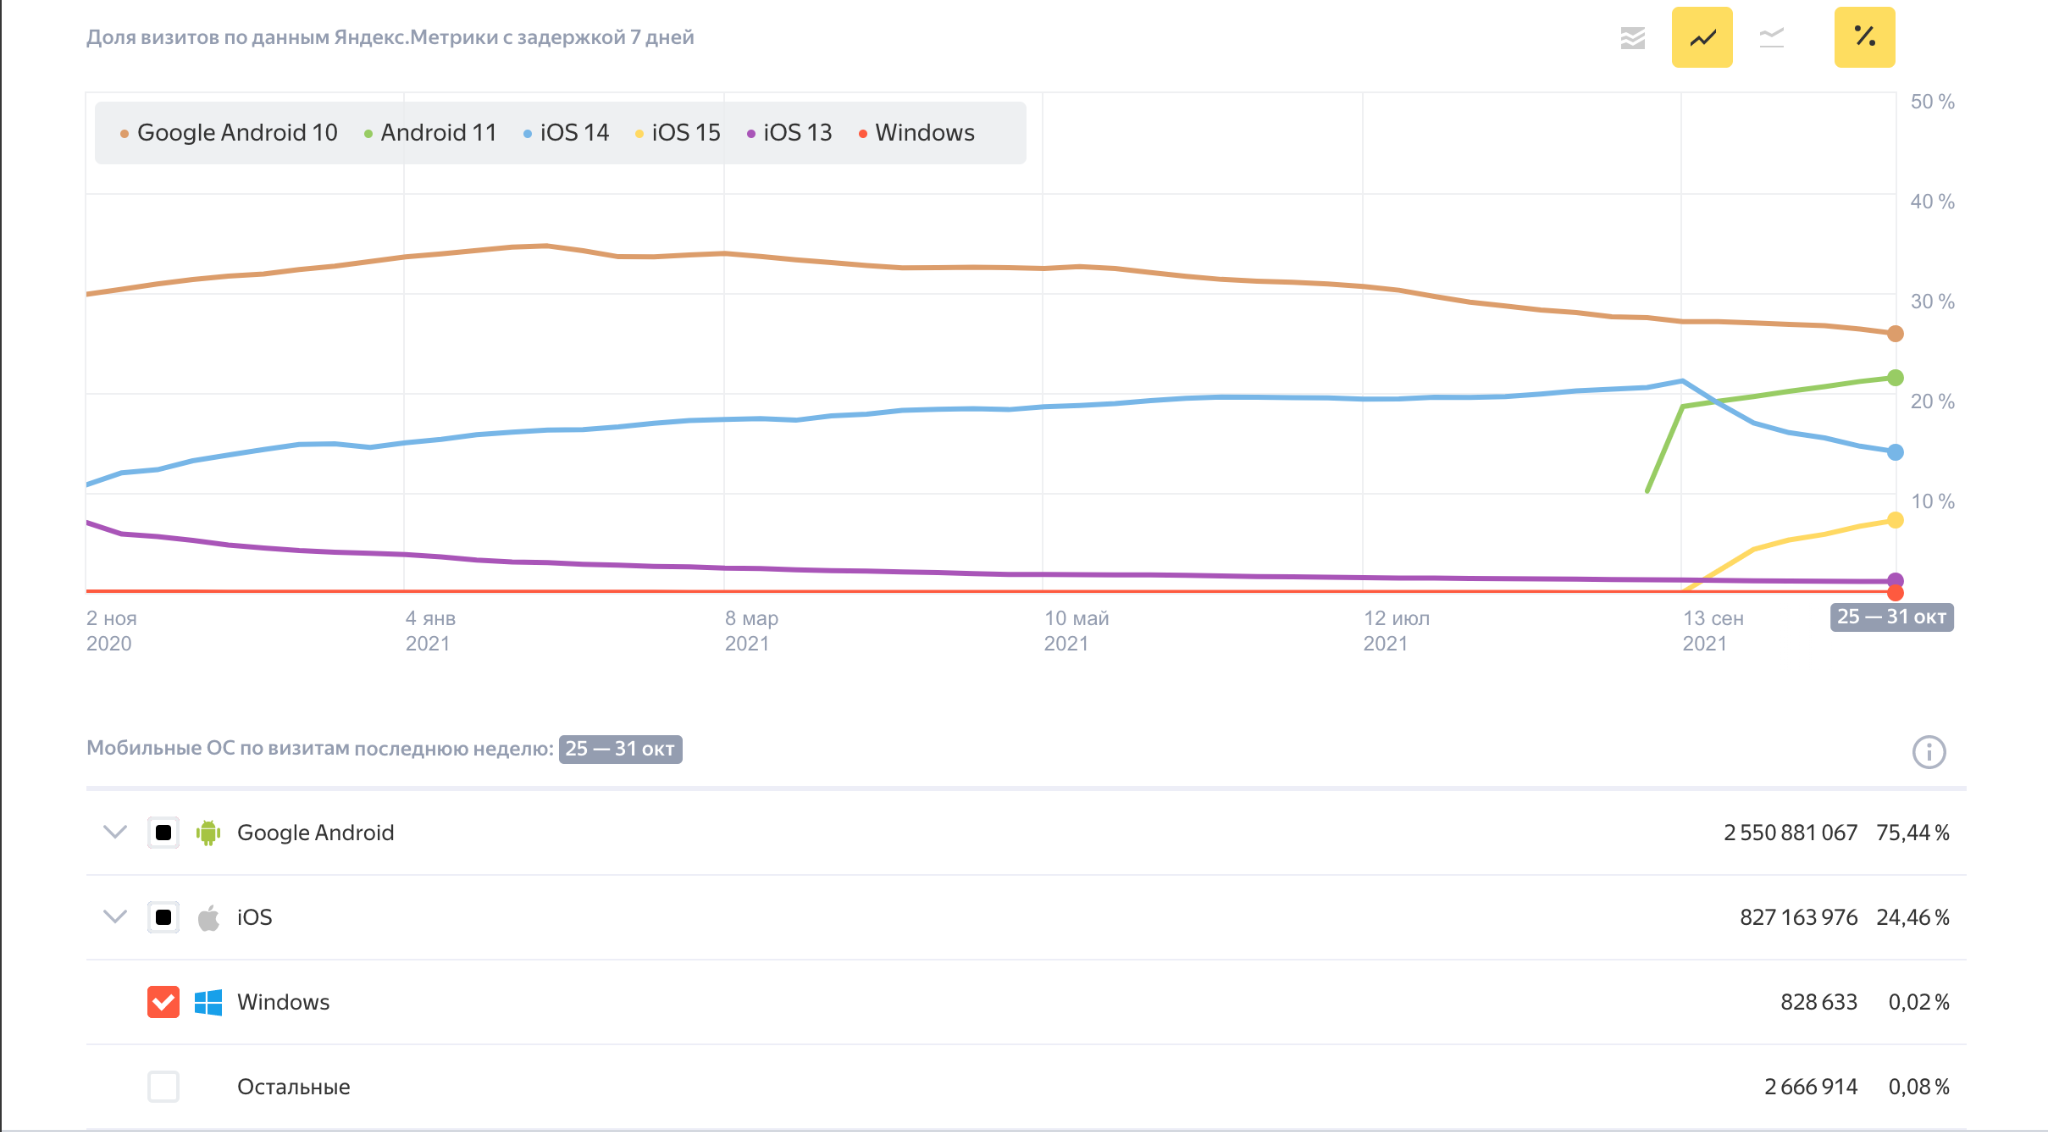 Доля визитов по данным Яндекс.Метрики с задержкой 7 дней
50 %
Google Android 10 Android 11 iOS 14 iOS 15 iOS 13 Windows
40 %
30 %
20 %
10 %
2 ноя 2020
4 янв 2021
8 мар 2021
10 май 2021
12 июл 2021
13 сен 2021
25 — 31 окт
Мобильные ОС по визитам последнюю неделю: 25 — 31 окт
Google Android 2 550 881 067 75,44 %
iOS 827 163 976 24,46 %
Windows 828 633 0,02 %
Остальные 2 666 914 0,08 %